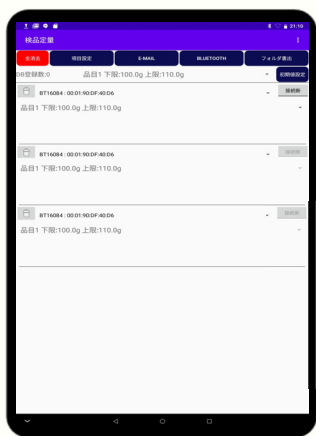 21:10
検品定量
全消去 項目設定 E-MAIL BLUETOOTH フォルダ書出
DB登録数:0 品目1 下限:100.0g 上限:110.0g 初期値設定
BT16084 : 00:01:90:DF:40:D6 接続断
品目1 下限:100.0g 上限:110.0g
BT16084 : 00:01:90:DF:40:D6 接続断
品目1 下限:100.0g 上限:110.0g
BT16084 : 00:01:90:DF:40:D6 接続断
品目1 下限:100.0g 上限:110.0g